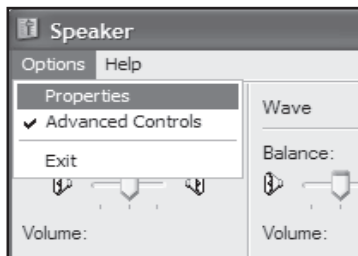 Speaker
Options Help
Properties
Advanced Controls
Exit
Wave
Balance:
Volume:
Volume: